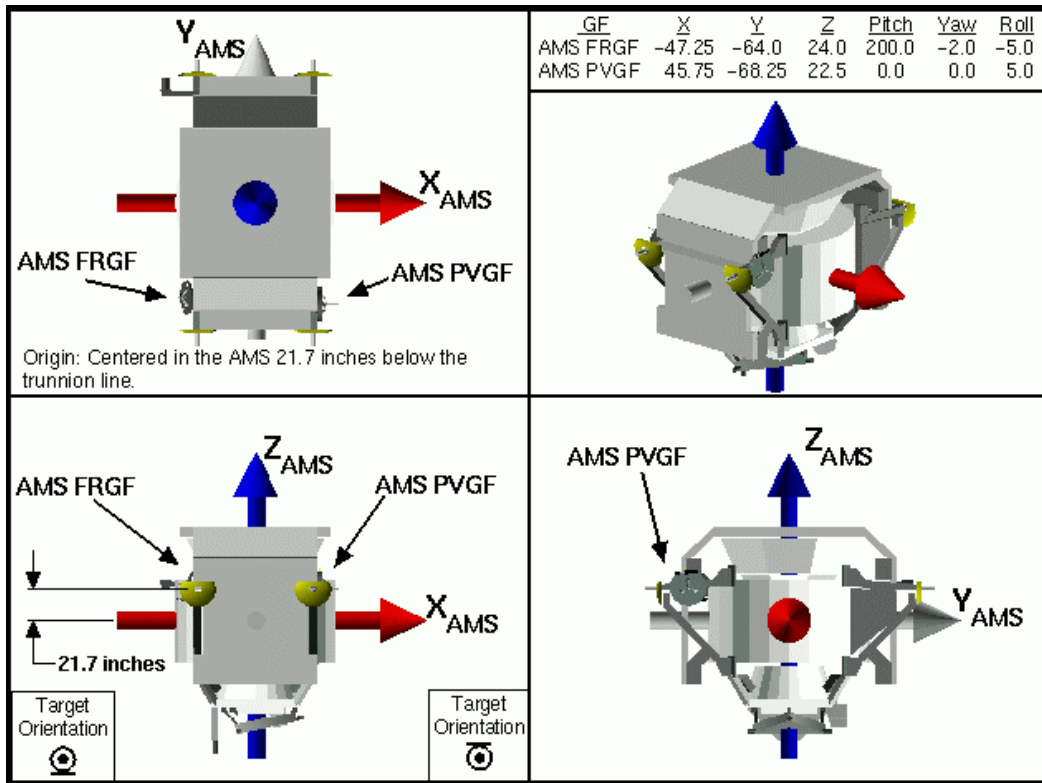 Y AMS
X AMS
AMS FRGF
AMS PVGF
Origin: Centered in the AMS 21.7 inches below the
trunnion line.
GF X Y Z Pitch Yaw Roll
AMS FRGF -47.25 -64.0 24.0 200.0 -2.0 -5.0
AMS PVGF 45.75 -68.25 22.5 0.0 0.0 5.0
Z AMS
AMS FRGF
AMS PVGF
X AMS
21.7 inches
Target
Orientation
Target
Orientation
Z AMS
AMS PVGF
Y AMS